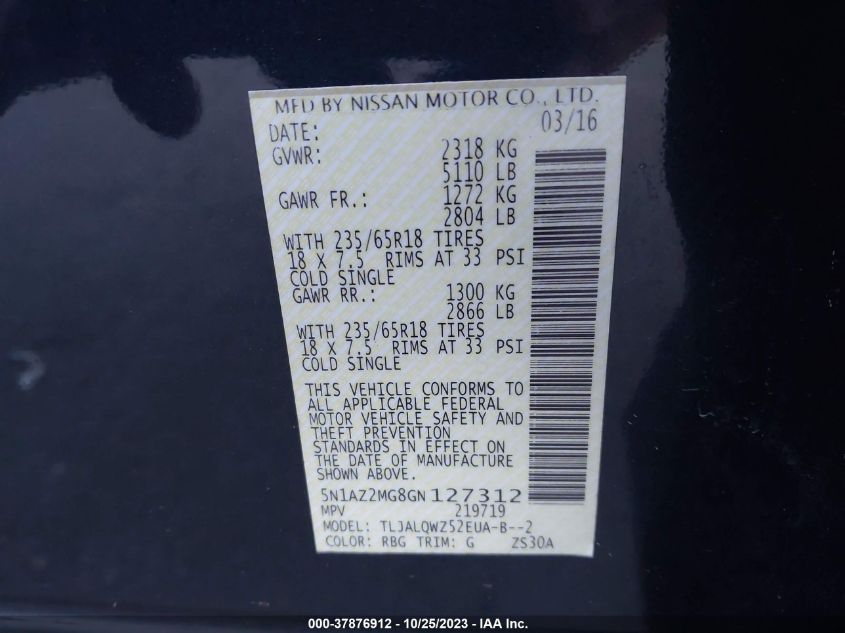 MFD BY NISSAN MOTOR CO., LTD.
DATE: 03/16
GVWR: 2318 KG
5110 LB
GAWR FR.: 1272 KG
2804 LB
WITH 235/65R18 TIRES
18 X 7.5 RIMS AT 33 PSI
COLD SINGLE
GAWR RR.: 1300 KG
2866 LB
WITH 235/65R18 TIRES
18 X 7.5 RIMS AT 33 PSI
COLD SINGLE
THIS VEHICLE CONFORMS TO
ALL APPLICABLE FEDERAL
MOTOR VEHICLE SAFETY AND
THEFT PREVENTION
STANDARDS IN EFFECT ON
THE DATE OF MANUFACTURE
SHOWN ABOVE.
5N1AZ2MG8GN127312
MPV 219719
MODEL: TLJALQWZ52EUA-B--2
COLOR: RBG TRIM: G ZS30A
000-37876912 - 10/25/2023 - IAA Inc.